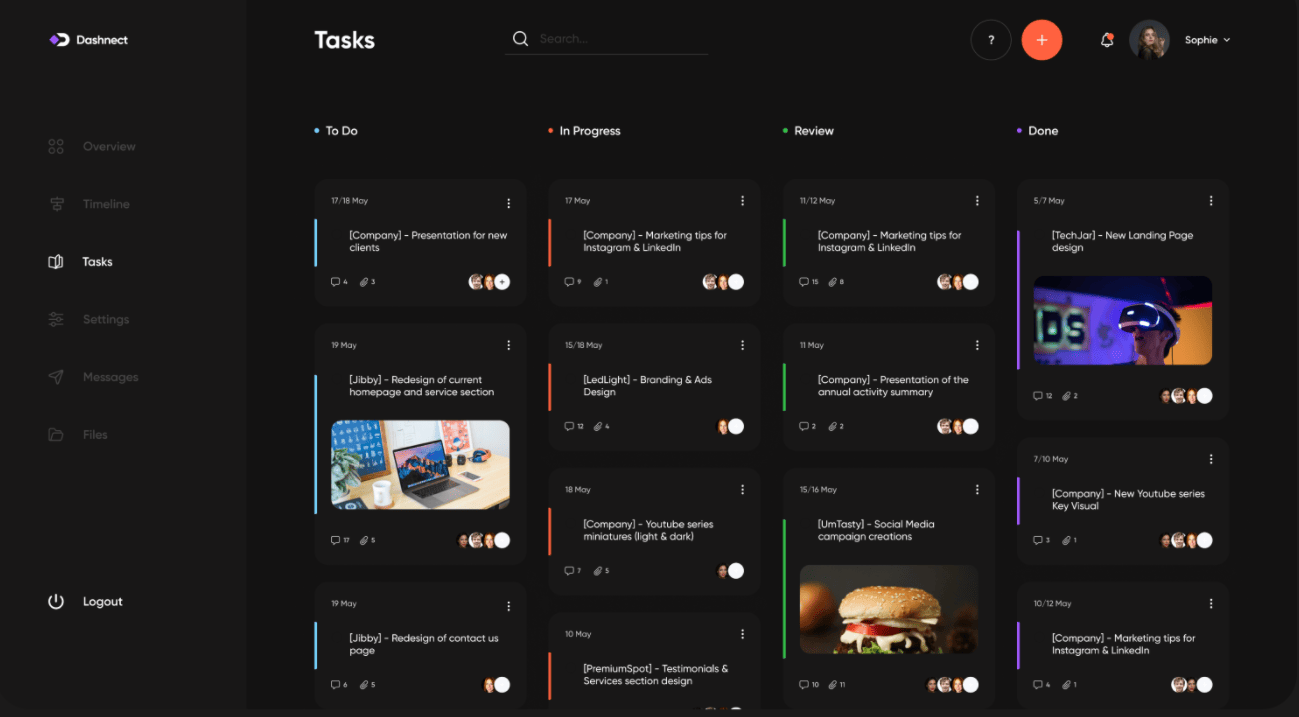 Dashnect
Overview
Timeline
Tasks
Settings
Messages
Files
Logout
Tasks
Search...
?
+
Sophie
To Do
17/18 May
[Company] - Presentation for new
clients
4 3
+
19 May
[Jibby] - Redesign of current
homepage and service section
17 5
19 May
[Jibby] - Redesign of contact us
page
6 5
In Progress
17 May
[Company] - Marketing tips for
Instagram & LinkedIn
9 1
15/18 May
[LedLight] - Branding & Ads
Design
12 4
18 May
[Company] - Youtube series
miniatures (light & dark)
7 5
10 May
[PremiumSpot] - Testimonials &
Services section design
Review
11/12 May
[Company] - Marketing tips for
Instagram & LinkedIn
15 8
11 May
[Company] - Presentation of the
annual activity summary
2 2
15/16 May
[UmTasty] - Social Media
campaign creations
10 11
Done
5/7 May
[TechJar] - New Landing Page
design
12 2
7/10 May
[Company] - New Youtube series
Key Visual
3 1
10/12 May
[Company] - Marketing tips for
Instagram & LinkedIn
4 1